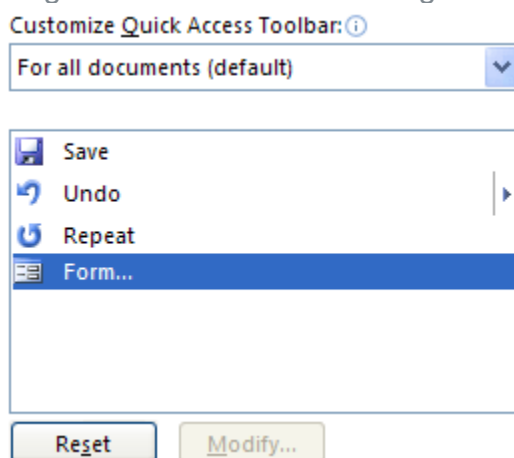 Customize Quick Access Toolbar:
For all documents (default)
Save
Undo
Repeat
Form...
Reset
Modify...